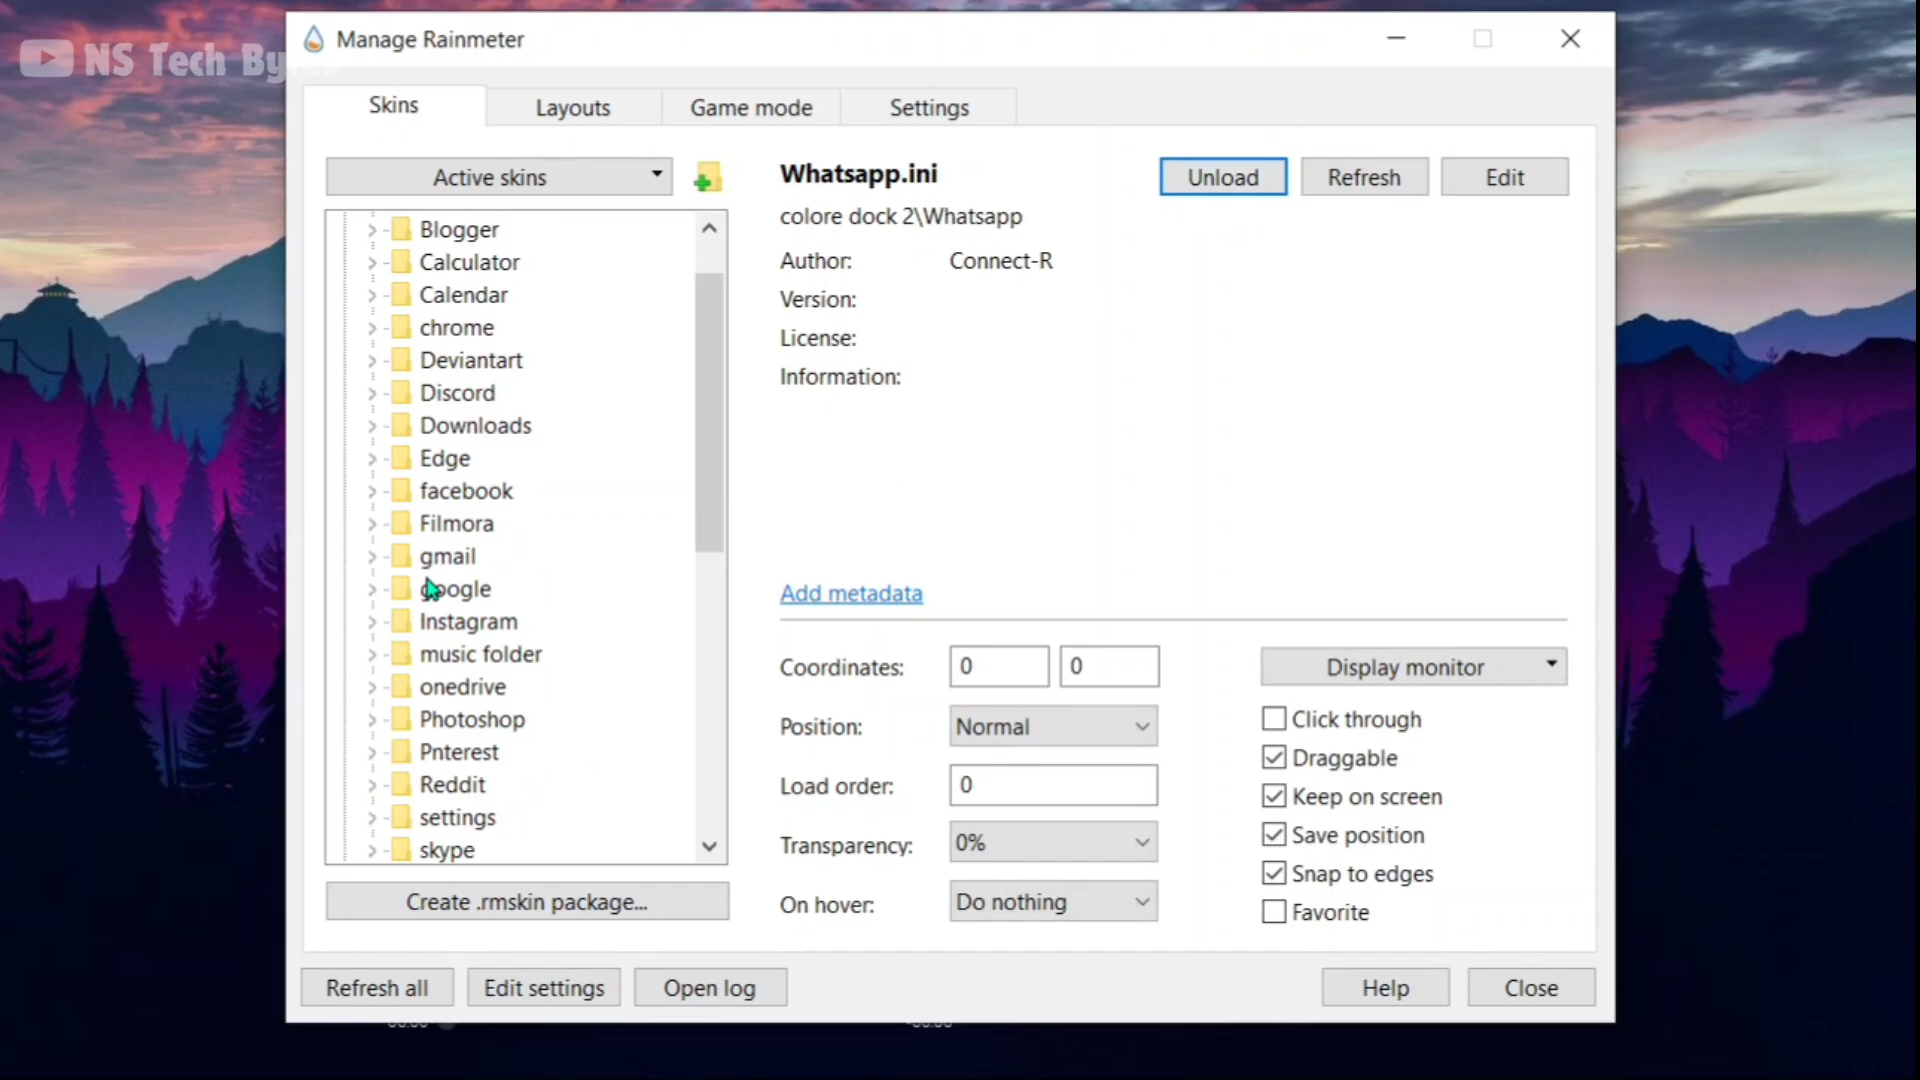 NS Tech By
Manage Rainmeter
Skins
Layouts
Game mode
Settings
Active skins
Blogger
Calculator
Calendar
chrome
Deviantart
Discord
Downloads
Edge
facebook
Filmora
gmail
google
Instagram
music folder
onedrive
Photoshop
Pnterest
Reddit
settings
skype
Create .rmskin package...
Whatsapp.ini
Unload
Refresh
Edit
colore dock 2\Whatsapp
Author: Connect-R
Version:
License:
Information:
Add metadata
Coordinates: 0 0
Position: Normal
Load order: 0
Transparency: 0%
On hover: Do nothing
Display monitor
Click through
Draggable
Keep on screen
Save position
Snap to edges
Favorite
Refresh all
Edit settings
Open log
Help
Close